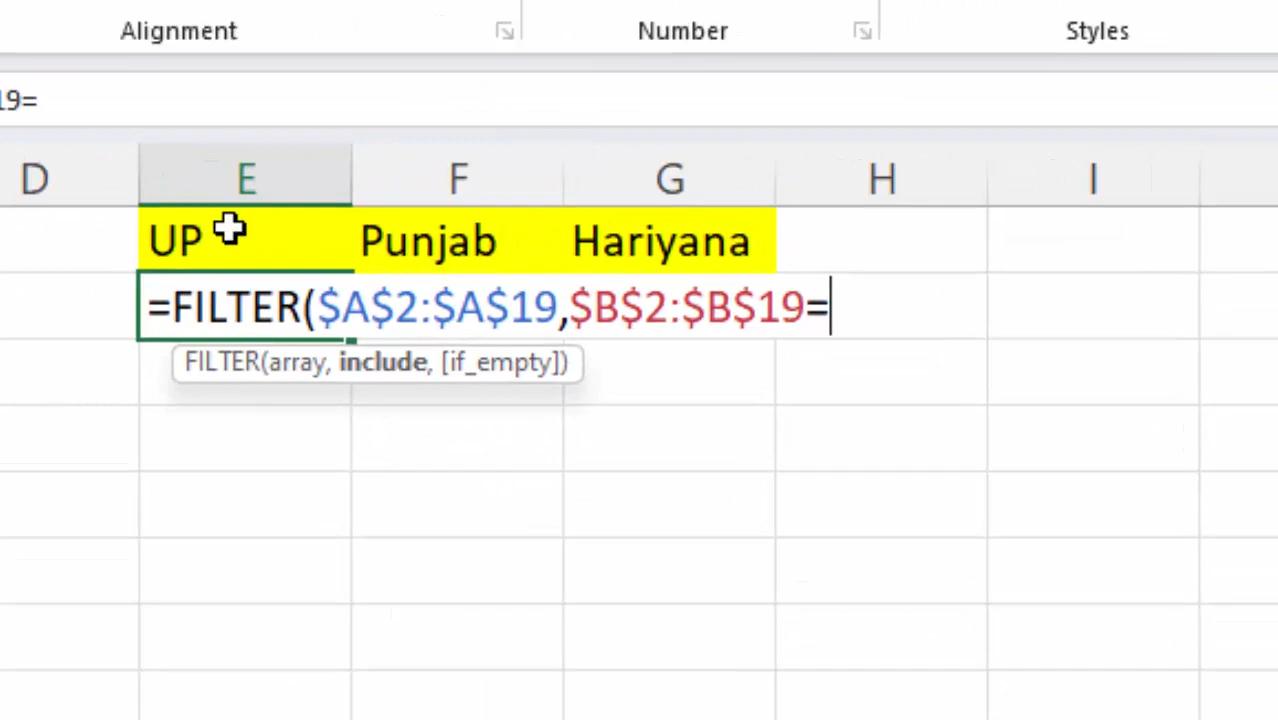 Alignment Number Styles
19=
D E F G H I
UP Punjab Hariyana
=FILTER($A$2:$A$19,$B$2:$B$19=
FILTER(array, include, [if_empty])